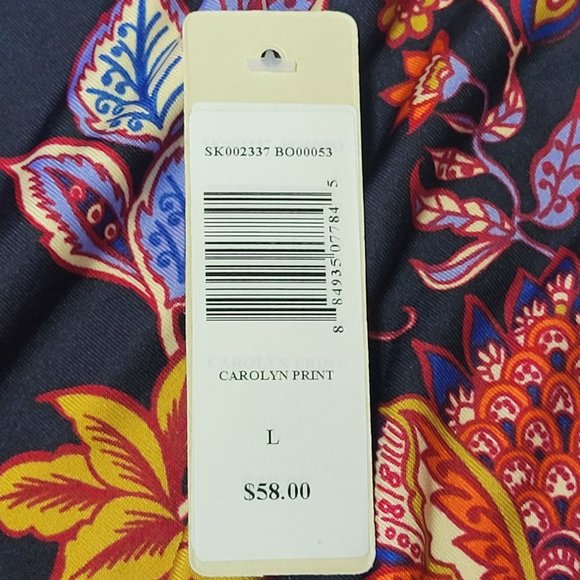 SK002337 BO00053
8 84935 07784 5
CAROLYN PRINT
L
$58.00